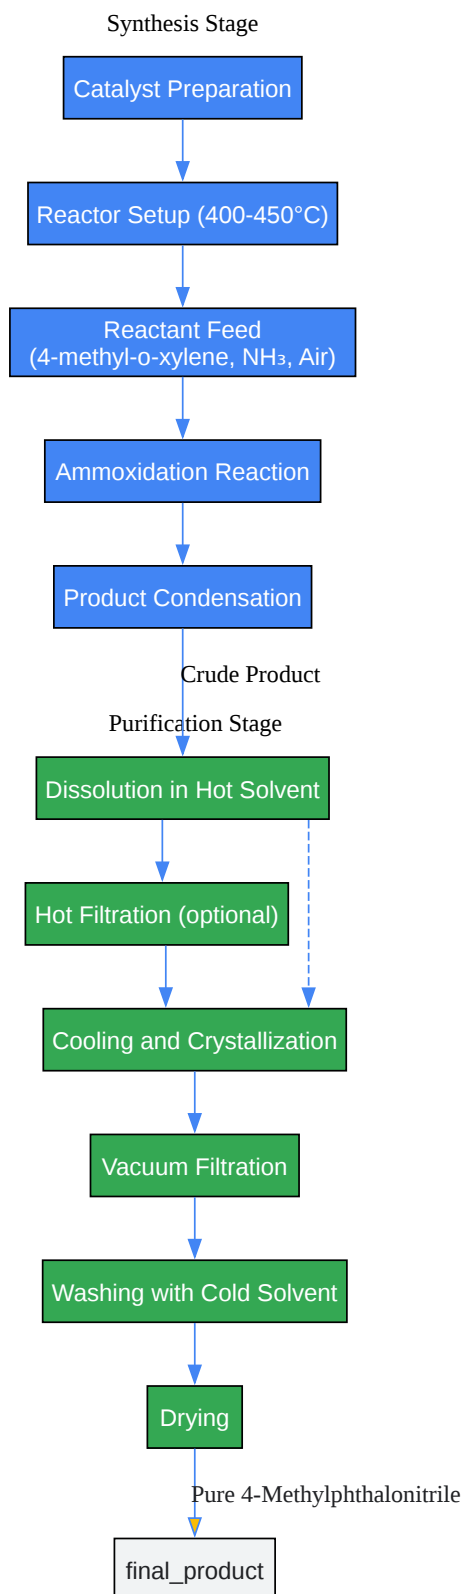 Synthesis Stage
Catalyst Preparation
Reactor Setup (400-450°C)
Reactant Feed
(4-methyl-o-xylene, NH₃, Air)
Ammoxidation Reaction
Product Condensation
Crude Product
Purification Stage
Dissolution in Hot Solvent
Hot Filtration (optional)
Cooling and Crystallization
Vacuum Filtration
Washing with Cold Solvent
Drying
Pure 4-Methylphthalonitrile
final_product